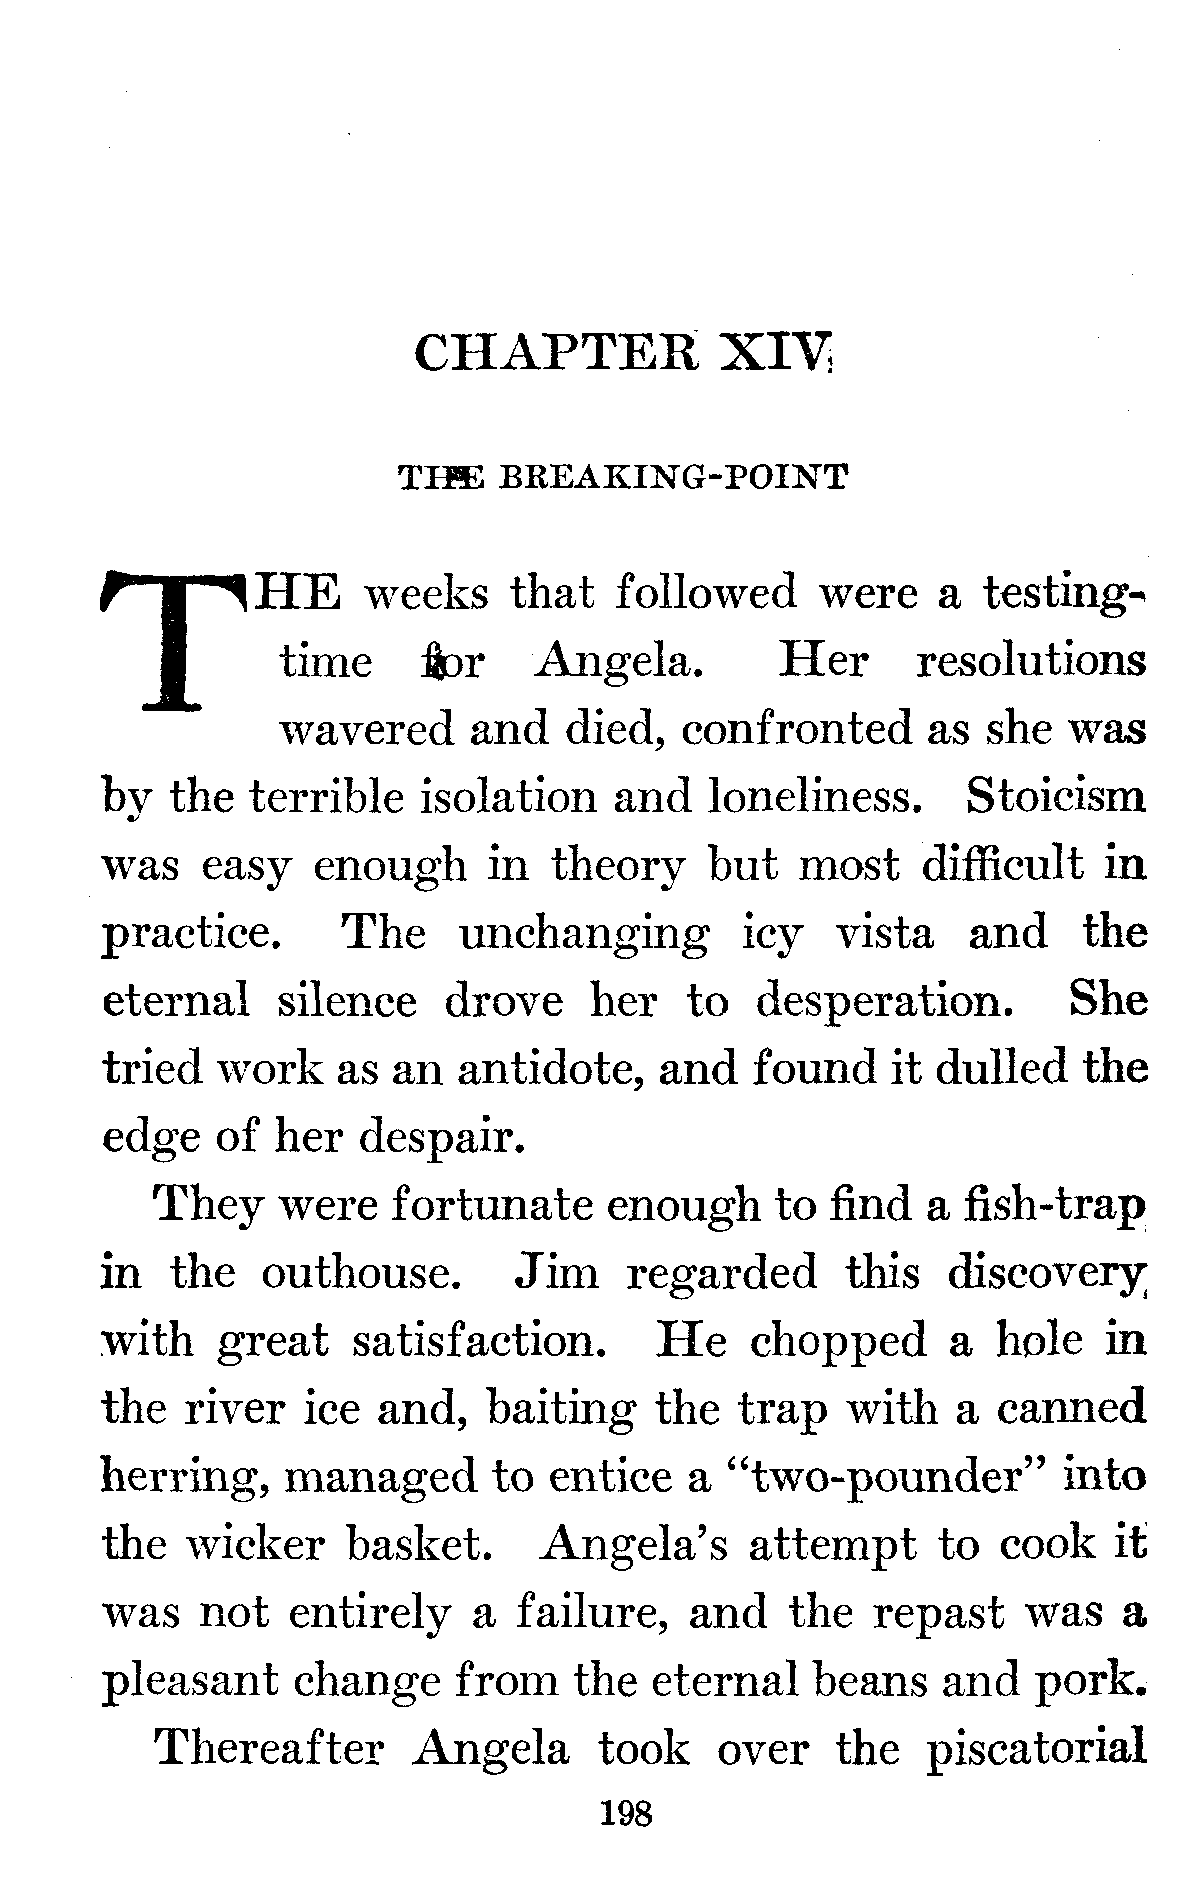 CHAPTER XIV
THE BREAKING-POINT
THE weeks that followed were a testing-
time for Angela. Her resolutions
wavered and died, confronted as she was
by the terrible isolation and loneliness. Stoicism
was easy enough in theory but most difficult in
practice. The unchanging icy vista and the
eternal silence drove her to desperation. She
tried work as an antidote, and found it dulled the
edge of her despair.
They were fortunate enough to find a fish-trap
in the outhouse. Jim regarded this discovery
with great satisfaction. He chopped a hole in
the river ice and, baiting the trap with a canned
herring, managed to entice a "two-pounder" into
the wicker basket. Angela's attempt to cook it
was not entirely a failure, and the repast was a
pleasant change from the eternal beans and pork.
Thereafter Angela took over the piscatorial
198